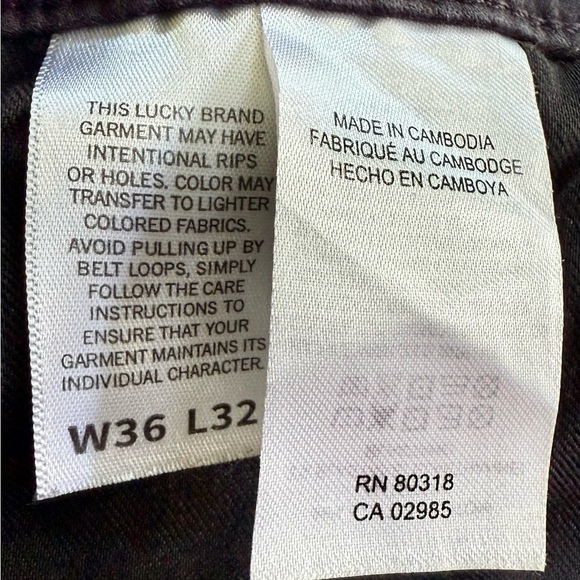 THIS LUCKY BRAND
GARMENT MAY HAVE
INTENTIONAL RIPS
OR HOLES. COLOR MAY
TRANSFER TO LIGHTER
COLORED FABRICS.
AVOID PULLING UP BY
BELT LOOPS, SIMPLY
FOLLOW THE CARE
INSTRUCTIONS TO
ENSURE THAT YOUR
GARMENT MAINTAINS ITS
INDIVIDUAL CHARACTER.
W36 L32
MADE IN CAMBODIA
FABRIQUÉ AU CAMBODGE
HECHO EN CAMBOYA
RN 80318
CA 02985